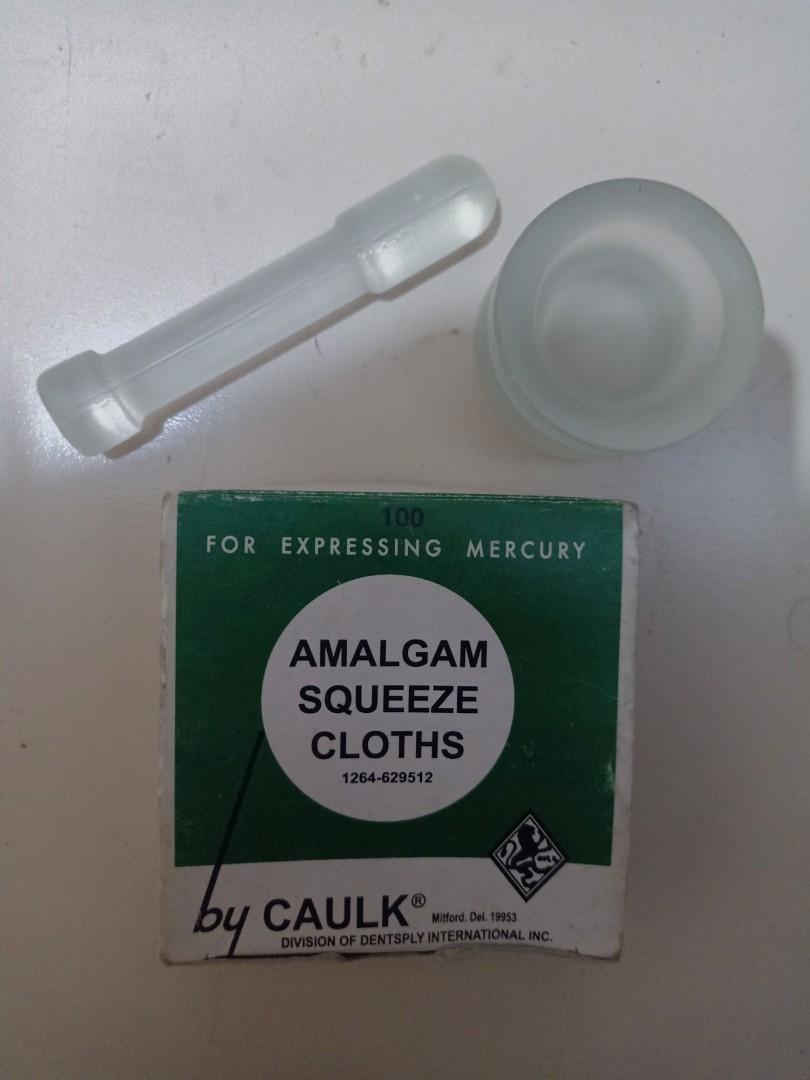 100
FOR EXPRESSING MERCURY
AMALGAM
SQUEEZE
CLOTHS
1264-629512
by CAULK® Milford. Del. 19953
DIVISION OF DENTSPLY INTERNATIONAL INC.